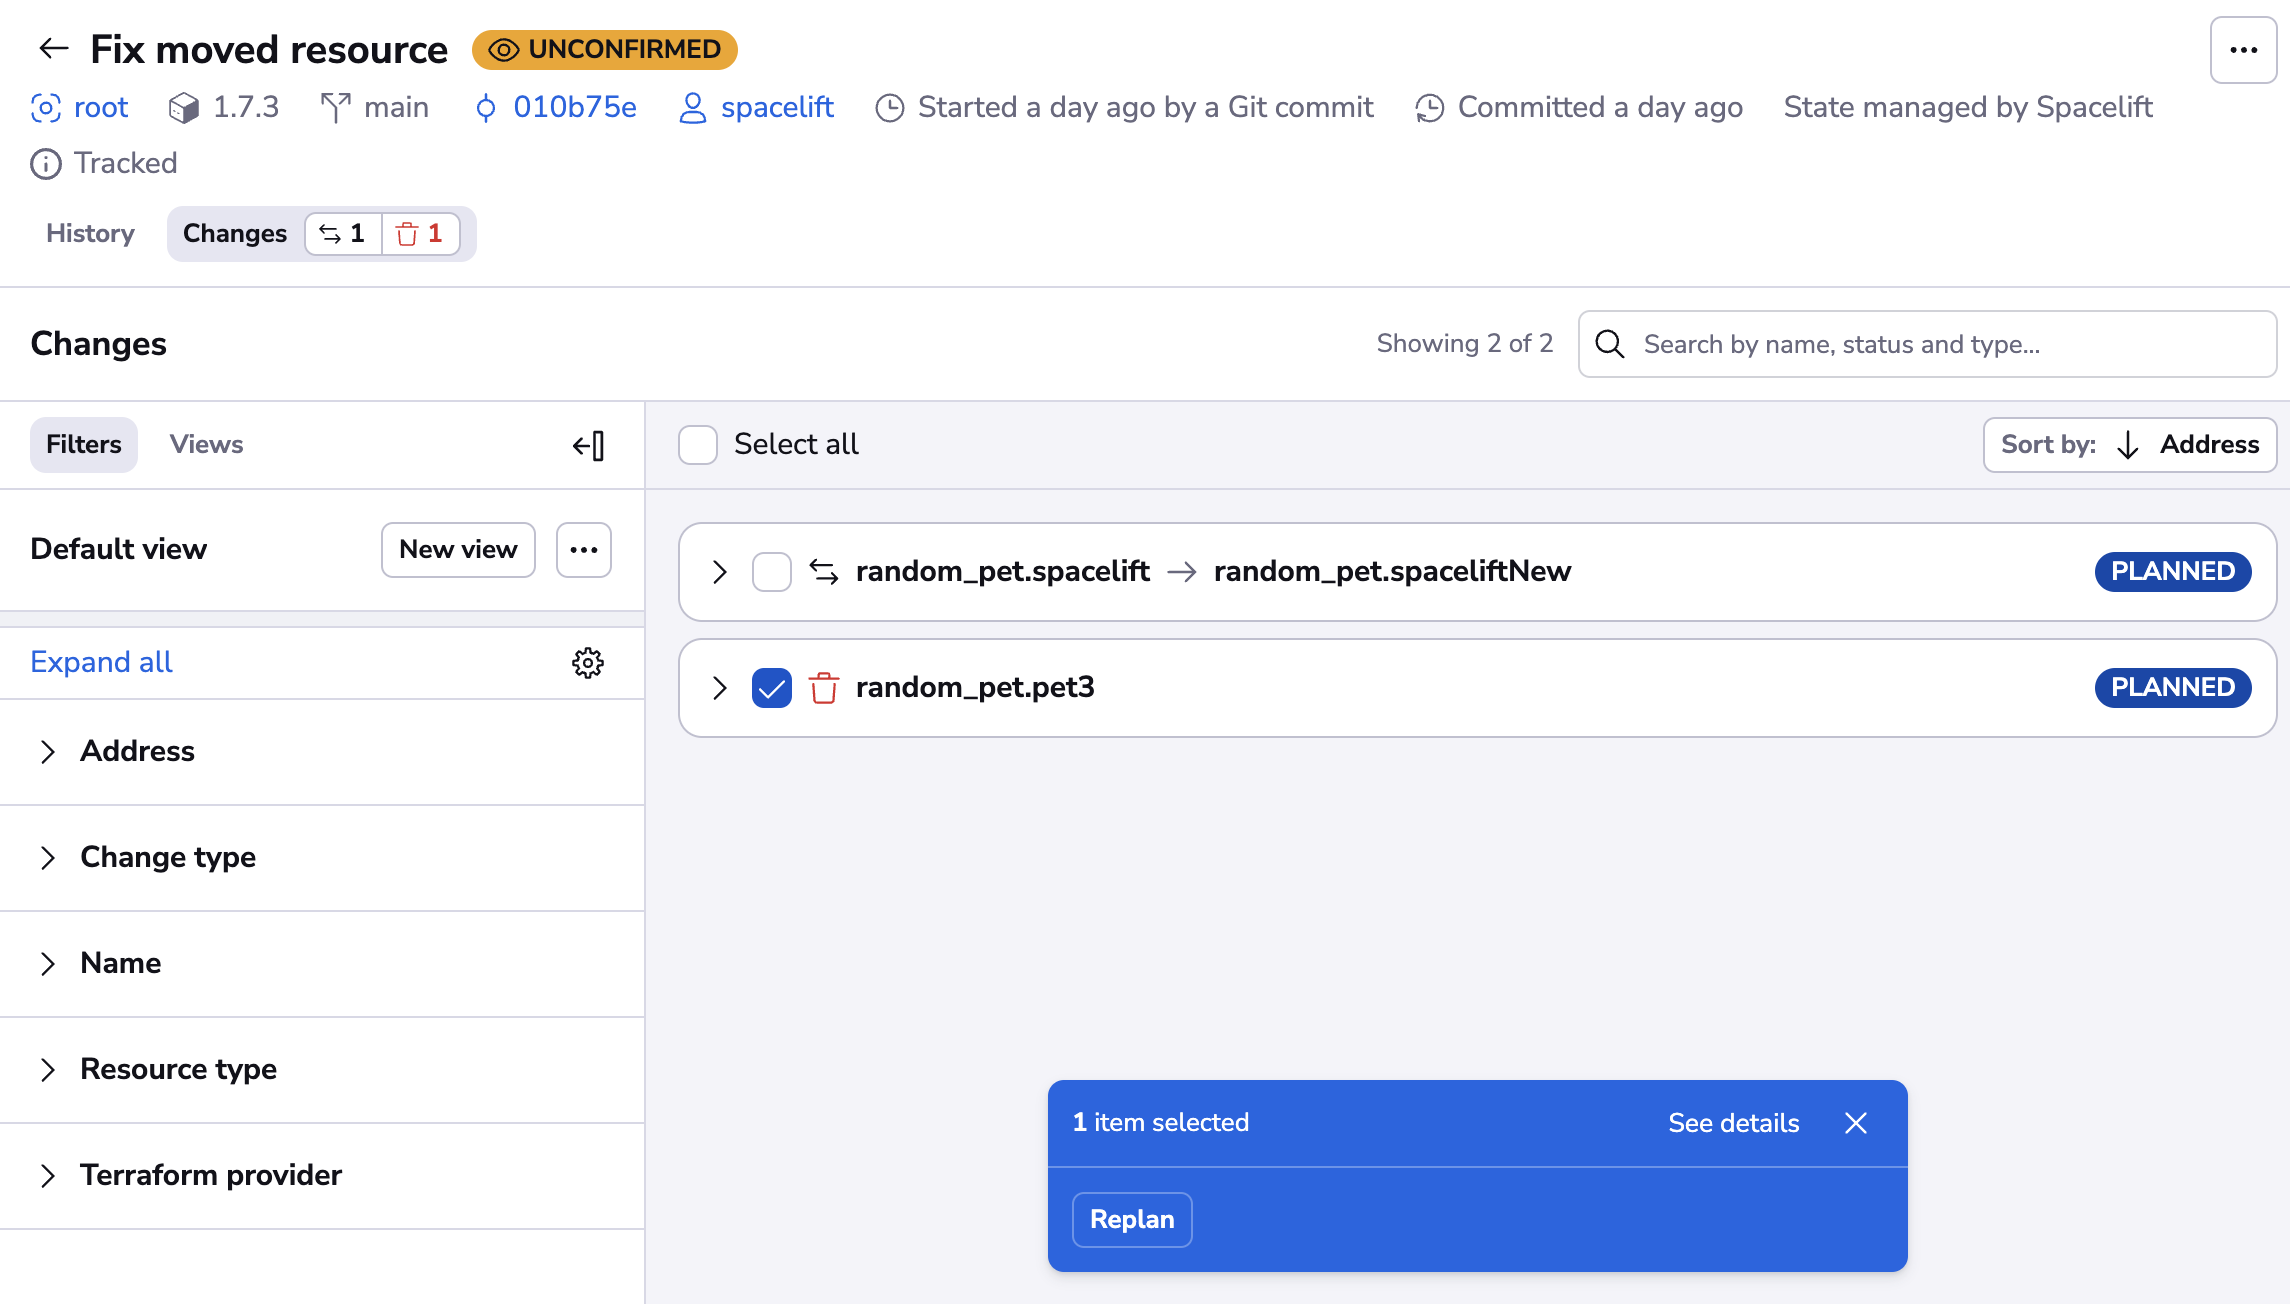 Fix moved resource UNCONFIRMED
root 1.7.3 main 010b75e spacelift Started a day ago by a Git commit Committed a day ago State managed by Spacelift
Tracked
History Changes 1 1
Changes Showing 2 of 2 Search by name, status and type...
Filters Views
Select all Sort by: Address
Default view New view
random_pet.spacelift random_pet.spaceliftNew PLANNED
Expand all
random_pet.pet3 PLANNED
Address
Change type
Name
Resource type
Terraform provider
1 item selected See details
Replan